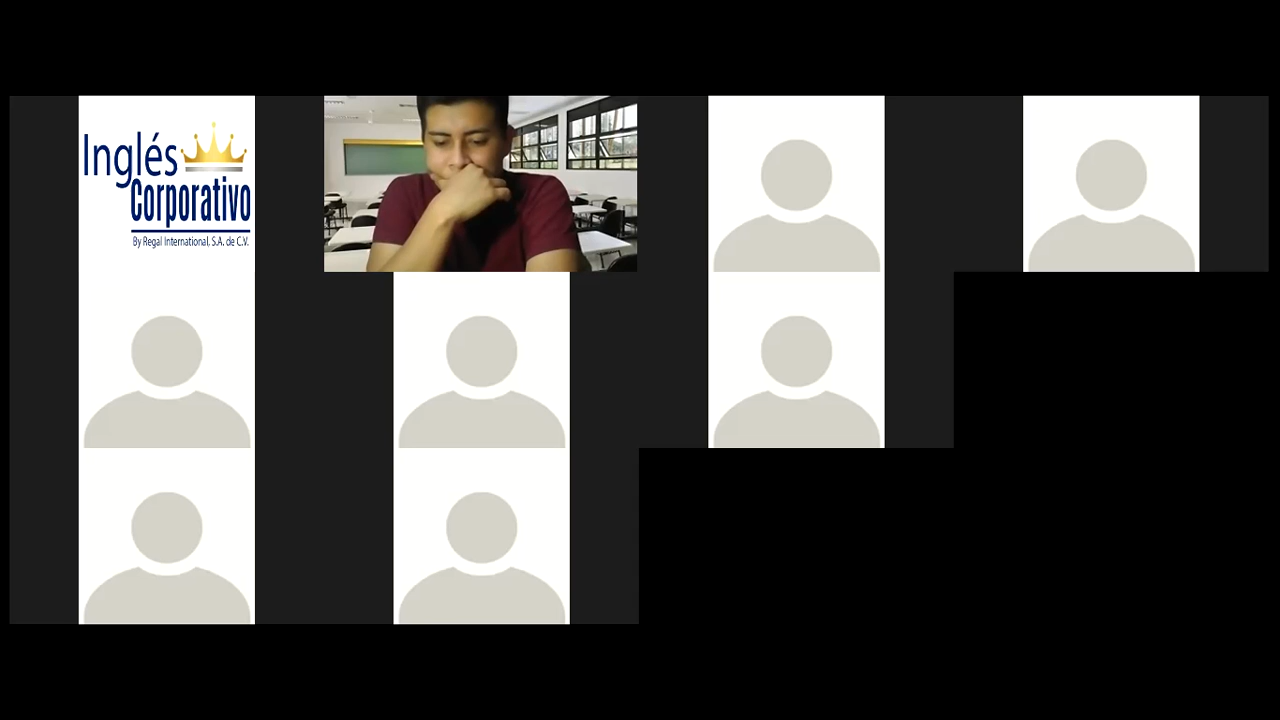 Inglés
Corporativo
By Regal International, S.A. de C.V.